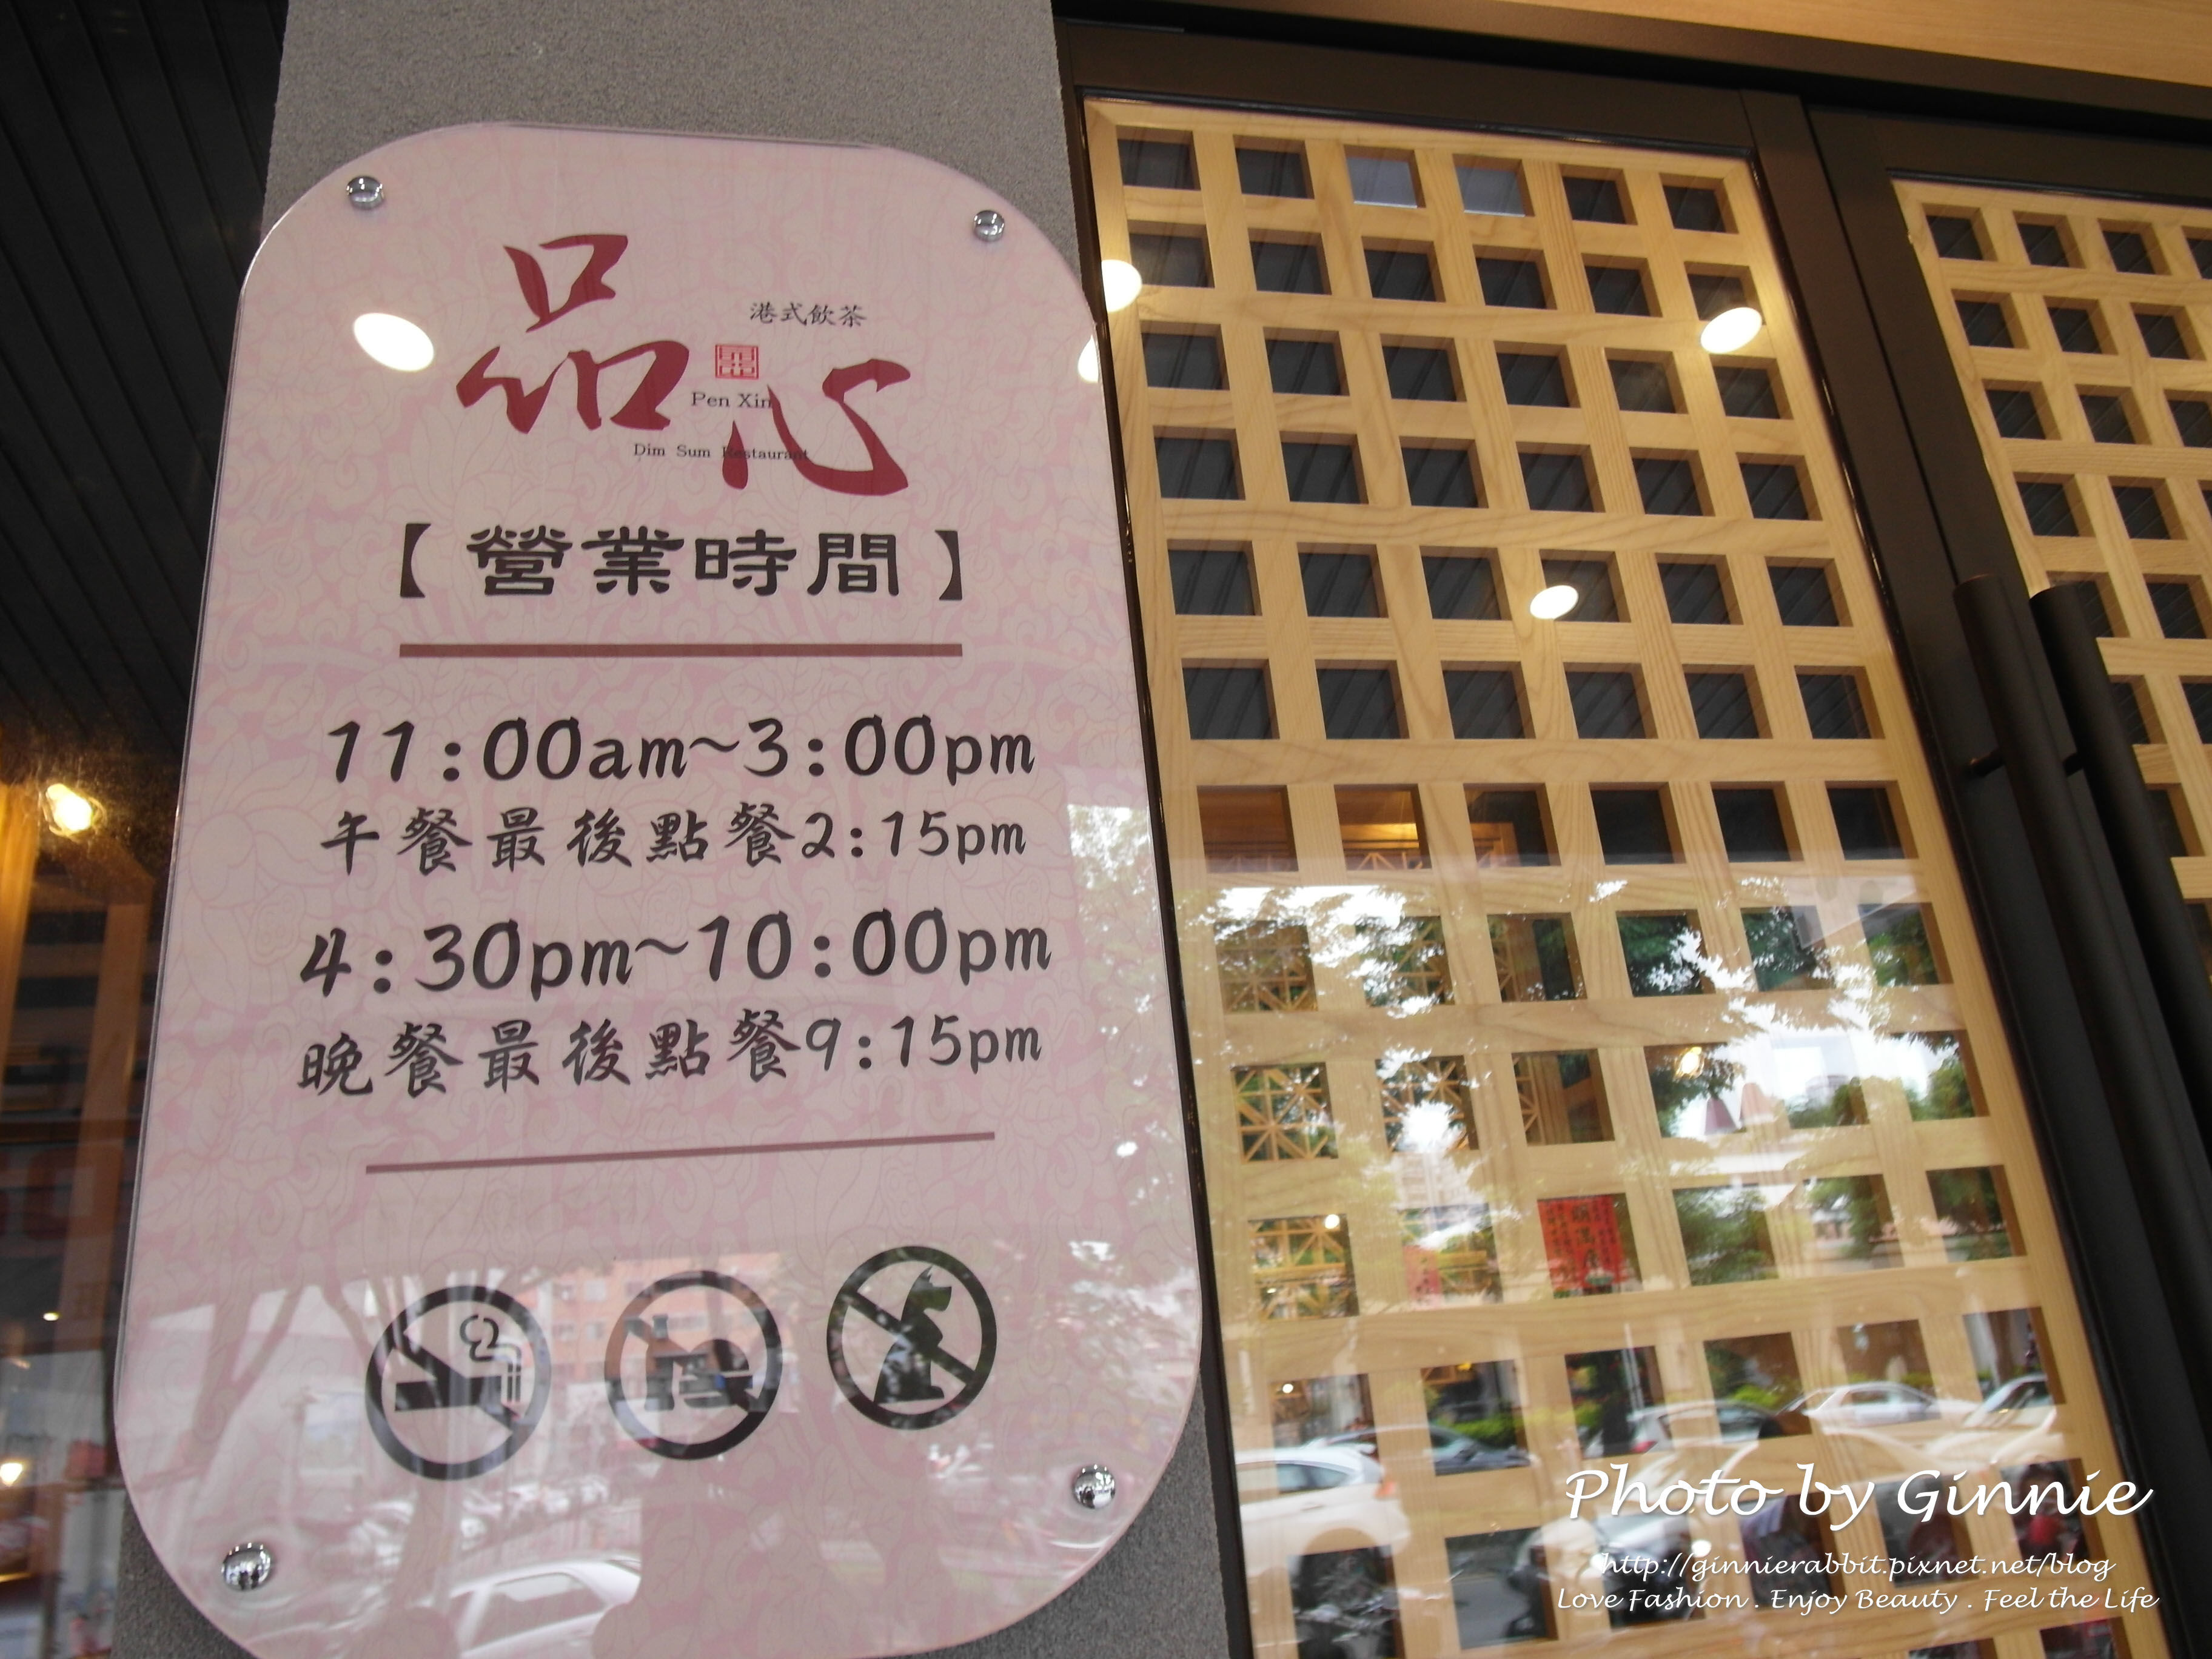 品心
港式飲茶
Pen Xin
Dim Sum Restaurant
【營業時間】
11:00am~3:00pm
午餐最後點餐2:15pm
4:30pm~10:00pm
晚餐最後點餐9:15pm
Photo by Ginnie
http://ginnierabbit.pixnet.net/blog
Love Fashion . Enjoy Beauty . Feel the Life